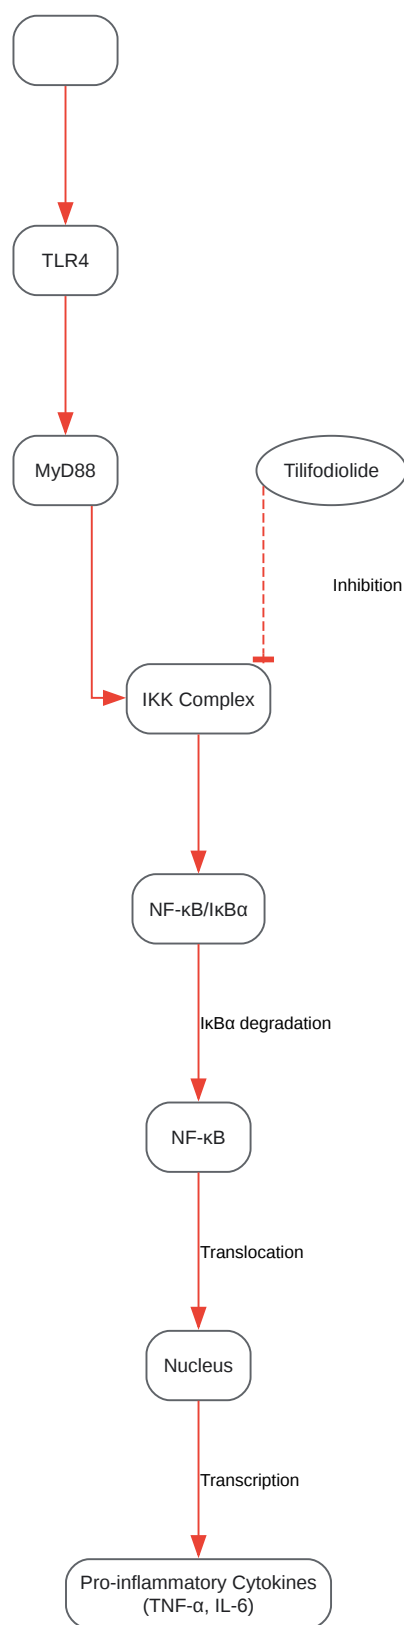 TLR4
MyD88
Tilifodiolide
Inhibition
IKK Complex
NF-κB/IκBα
IκBα degradation
NF-κB
Translocation
Nucleus
Transcription
Pro-inflammatory Cytokines
(TNF-α, IL-6)